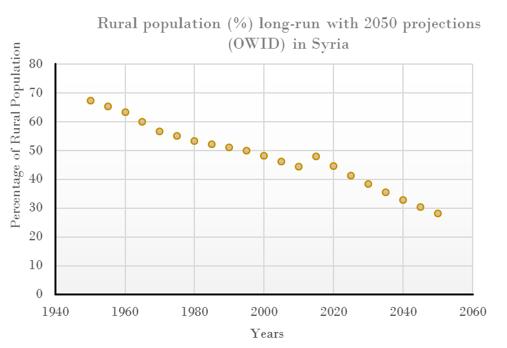 Rural population (%) long-run with 2050 projections
(OWID) in Syria
Percentage of Rural Population
80
70
60
50
40
30
20
10
0
1940 1960 1980 2000 2020 2040 2060
Years